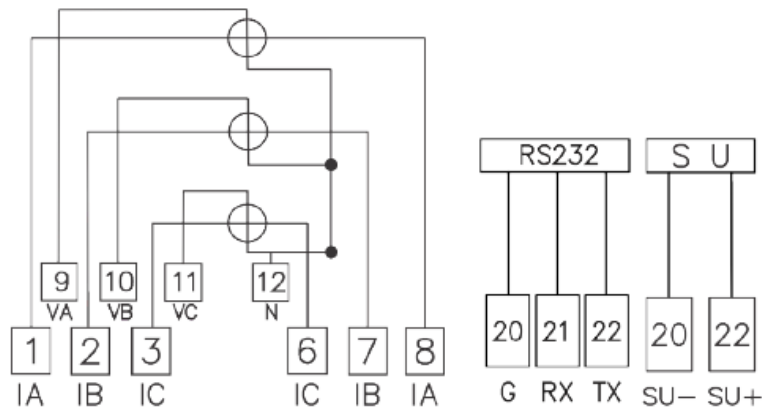 RS232 S U
9 10 11 12
VA VB VC N
1 2 3 6 7 8
IA IB IC IC IB IA
20 21 22 20 22
G RX TX SU- SU+